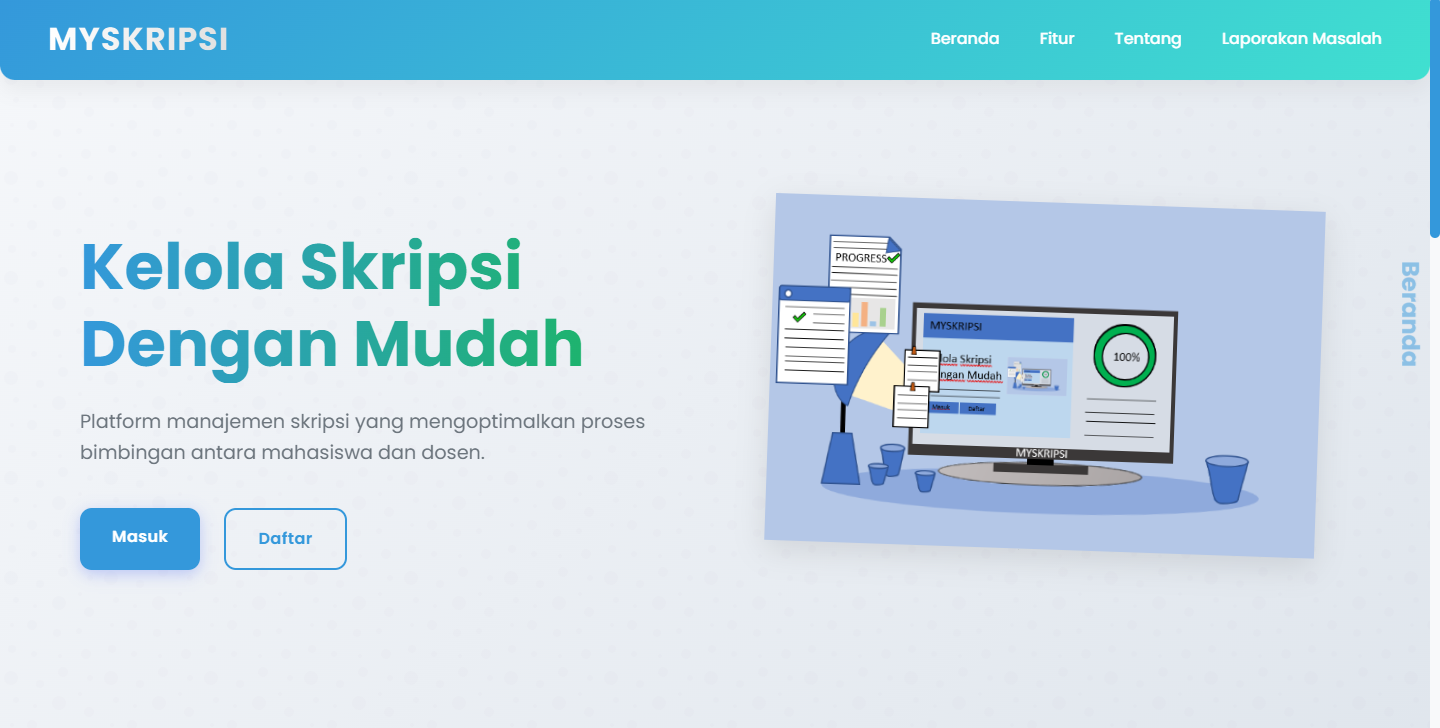 MYSKRIPSI
Beranda
Fitur
Tentang
Laporakan Masalah
Kelola Skripsi
Dengan Mudah
Platform manajemen skripsi yang mengoptimalkan proses
bimbingan antara mahasiswa dan dosen.
Masuk
Daftar
PROGRESS
MYSKRIPSI
lola Skripsi
ngan Mudah
Masuk
Daftar
100%
MYSKRIPSI
Beranda